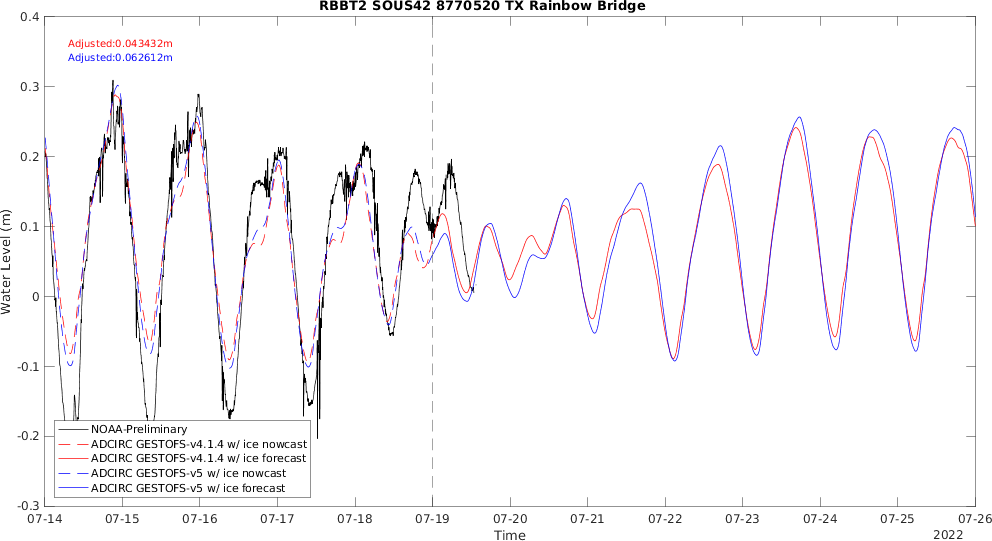 RBBT2 SOUS42 8770520 TX Rainbow Bridge
Adjusted:0.043432m
Adjusted:0.062612m
Water Level (m)
0.4
0.3
0.2
0.1
0
-0.1
-0.2
-0.3
NOAA-Preliminary
ADCIRC GESTOFS-v4.1.4 w/ ice nowcast
ADCIRC GESTOFS-v4.1.4 w/ ice forecast
ADCIRC GESTOFS-v5 w/ ice nowcast
ADCIRC GESTOFS-v5 w/ ice forecast
07-14 07-15 07-16 07-17 07-18 07-19 07-20 07-21 07-22 07-23 07-24 07-25 07-26
Time
2022